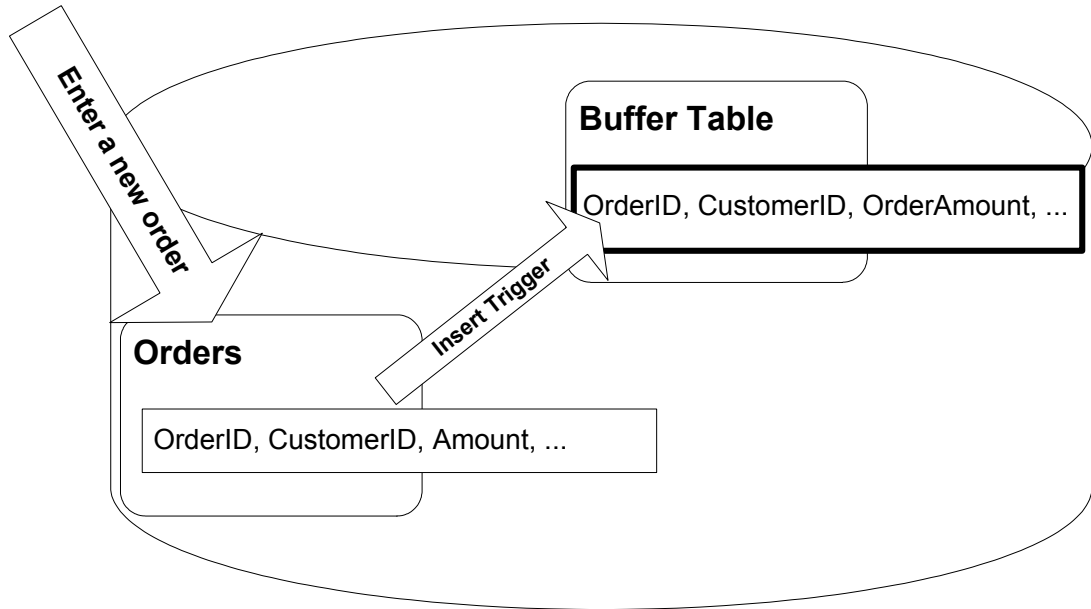 Enter a new order
Buffer Table
OrderID, CustomerID, OrderAmount, ...
Insert Trigger
Orders
OrderID, CustomerID, Amount, ...